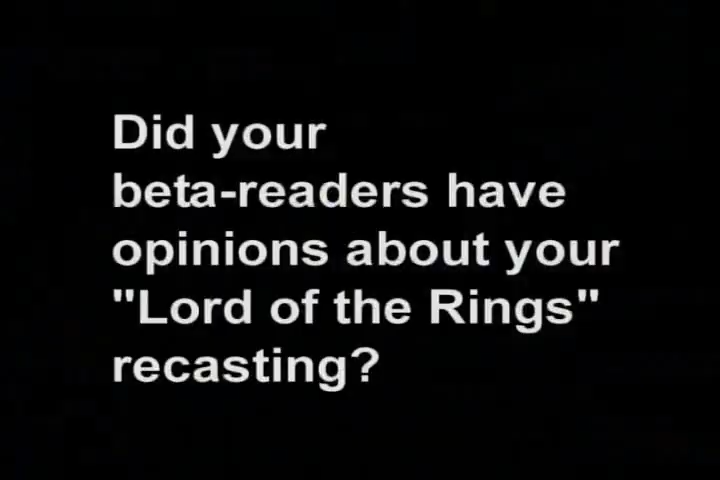 Did your
beta-readers have
opinions about your
"Lord of the Rings"
recasting?